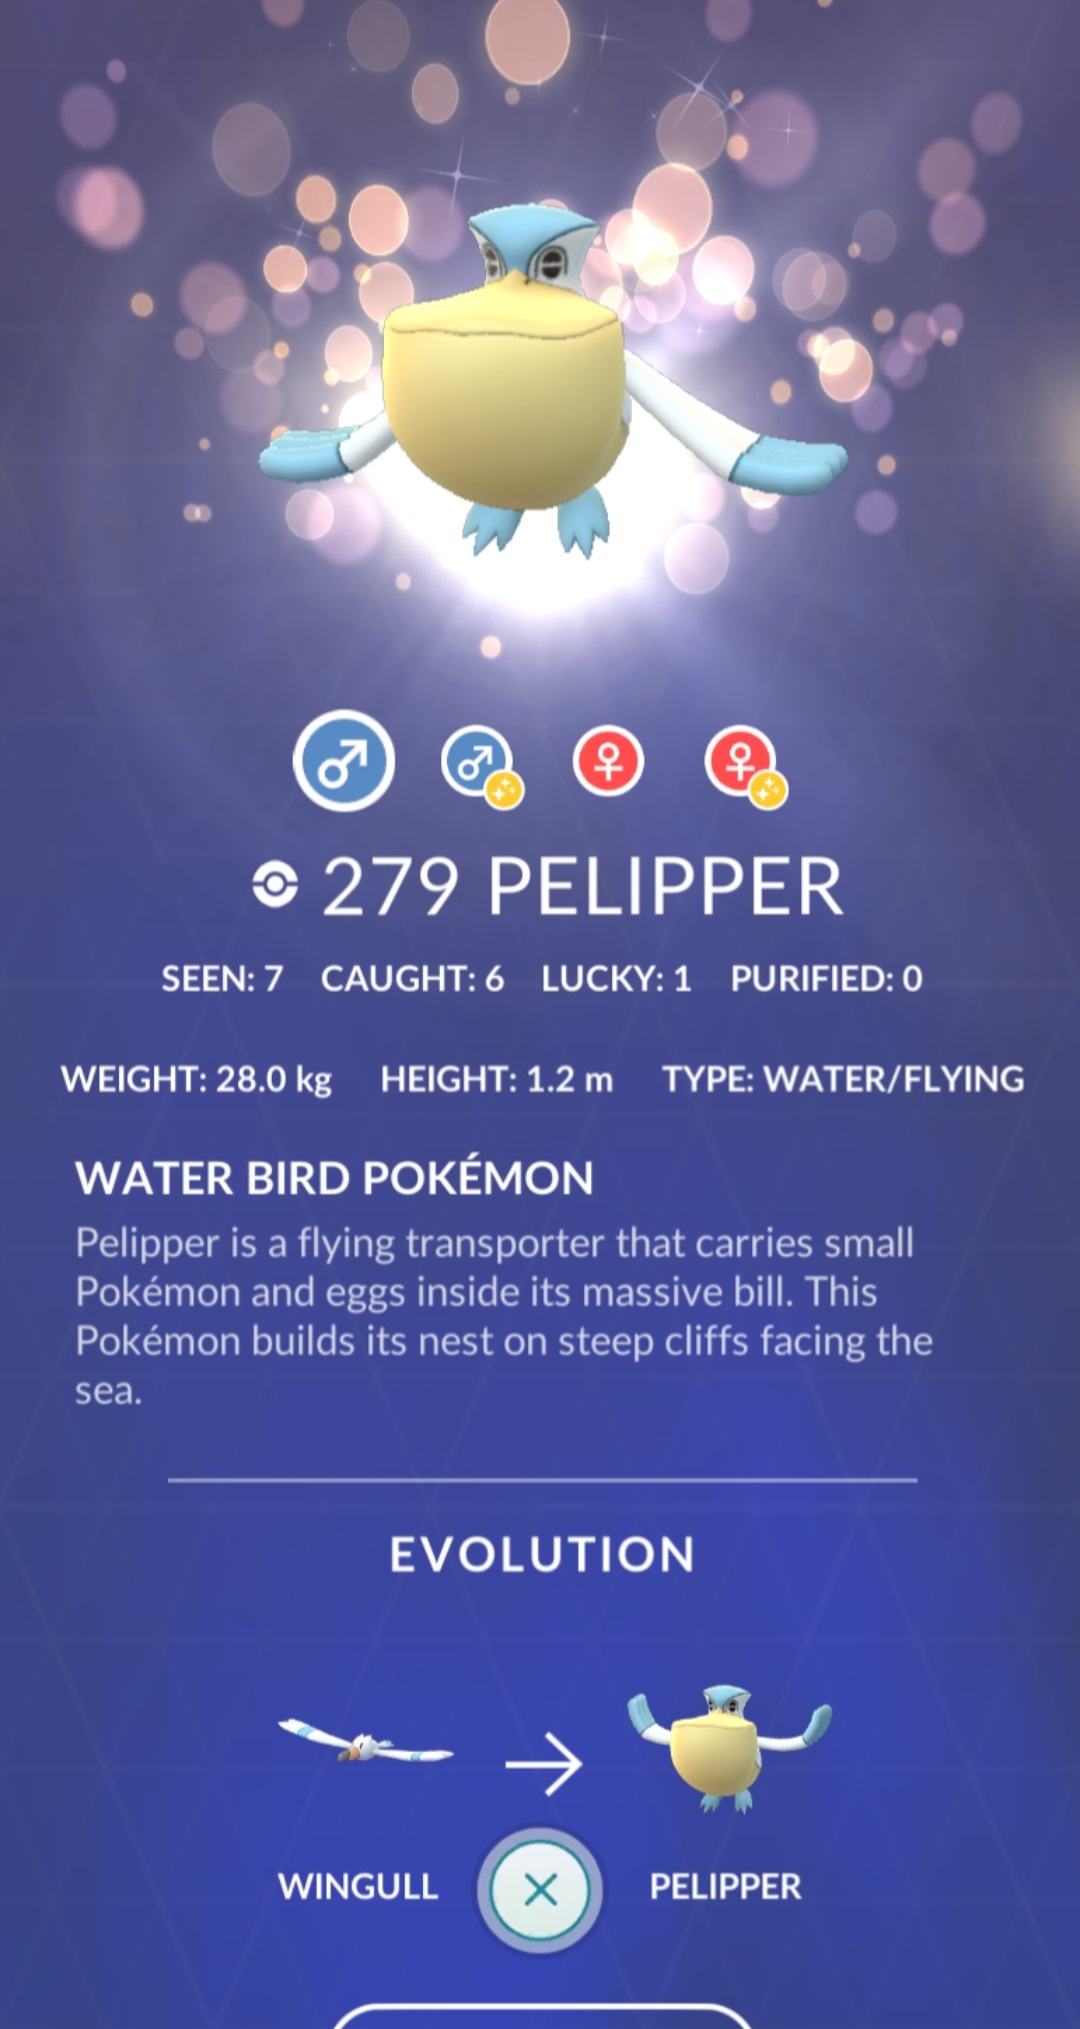 279 PELIPPER
SEEN: 7 CAUGHT: 6 LUCKY: 1 PURIFIED: 0
WEIGHT: 28.0 kg HEIGHT: 1.2 m TYPE: WATER/FLYING
WATER BIRD POKÉMON
Pelipper is a flying transporter that carries small
Pokémon and eggs inside its massive bill. This
Pokémon builds its nest on steep cliffs facing the
sea.
EVOLUTION
WINGULL PELIPPER